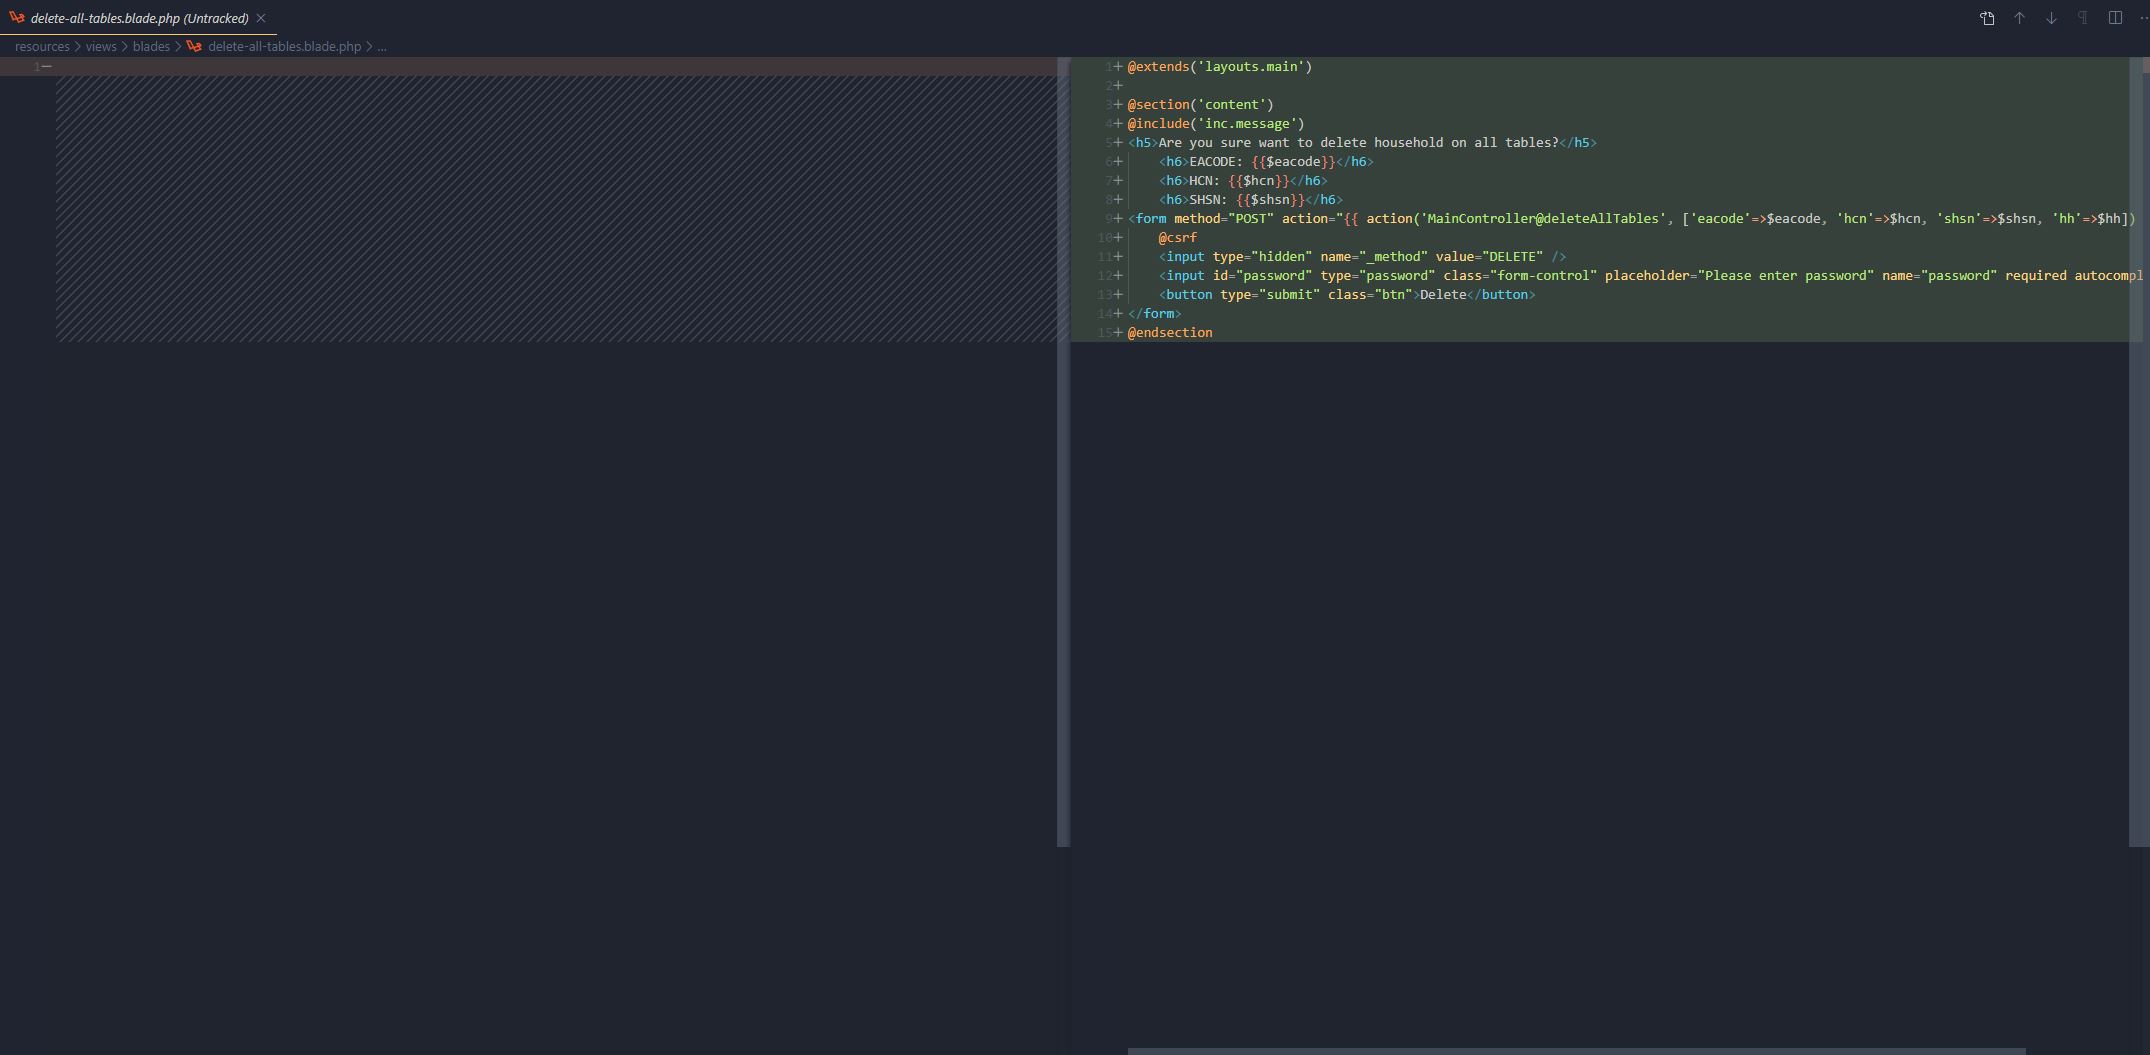 delete-all-tables.blade.php (Untracked)
resources > views > blades > delete-all-tables.blade.php > ...
1
1+ @extends('layouts.main')
2+
3+ @section('content')
4+ @include('inc.message')
5+ <h5>Are you sure want to delete household on all tables?</h5>
6+ <h6>EACODE: {{$eacode}}</h6>
7+ <h6>HCN: {{$hcn}}</h6>
8+ <h6>SHSN: {{$shsn}}</h6>
9+ <form method="POST" action="{{ action('MainController@deleteAllTables', ['eacode'=>$eacode, 'hcn'=>$hcn, 'shsn'=>$shsn, 'hh'=>$hh])
10+ @csrf
11+ <input type="hidden" name="_method" value="DELETE" />
12+ <input id="password" type="password" class="form-control" placeholder="Please enter password" name="password" required autocompl
13+ <button type="submit" class="btn">Delete</button>
14+ </form>
15+ @endsection